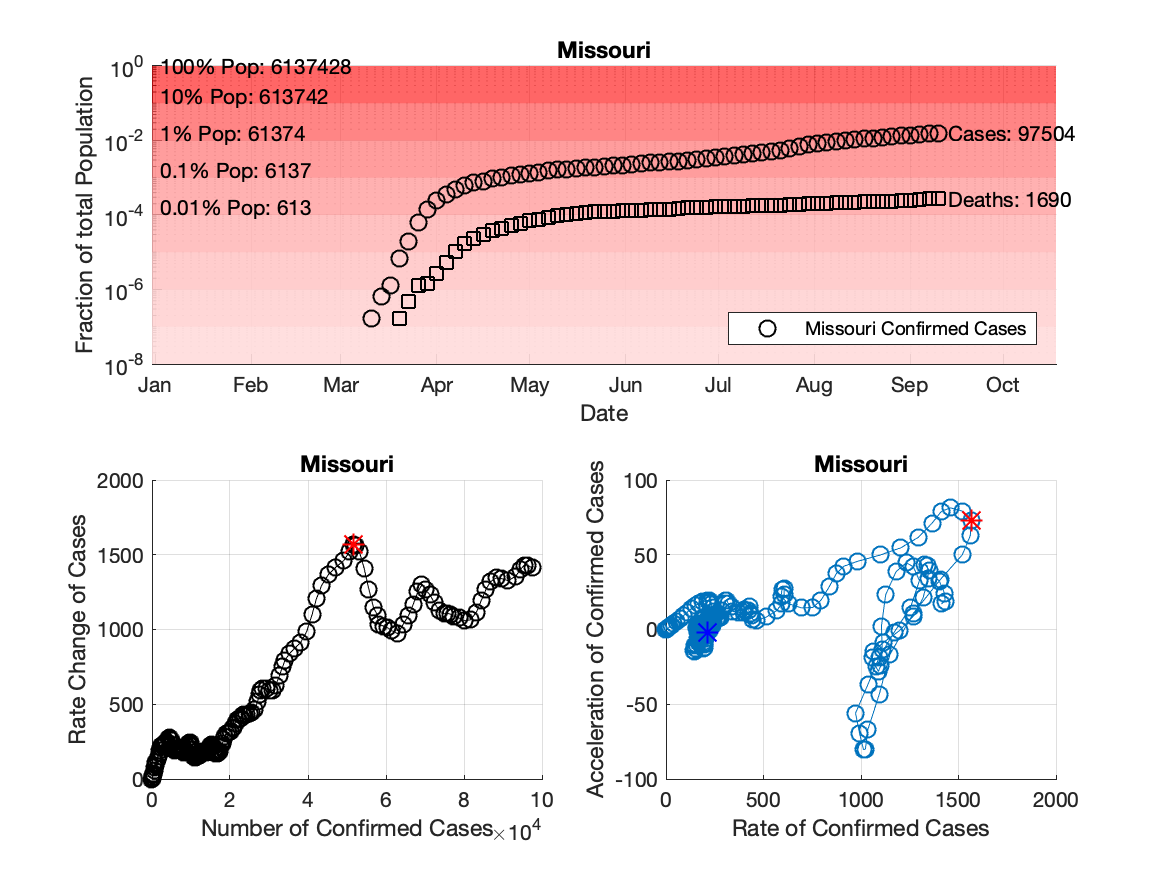 Missouri
10^0
100% Pop: 6137428
10% Pop: 613742
10^-2
1% Pop: 61374
Cases: 97504
0.1% Pop: 6137
10^-4
0.01% Pop: 613
Deaths: 1690
10^-6
Missouri Confirmed Cases
10^-8
Fraction of total Population
Jan Feb Mar Apr May Jun Jul Aug Sep Oct
Date
Missouri
2000
1500
1000
500
0
Rate Change of Cases
0 2 4 6 8 10
Number of Confirmed Cases ×10^4
Missouri
100
50
0
-50
-100
Acceleration of Confirmed Cases
0 500 1000 1500 2000
Rate of Confirmed Cases